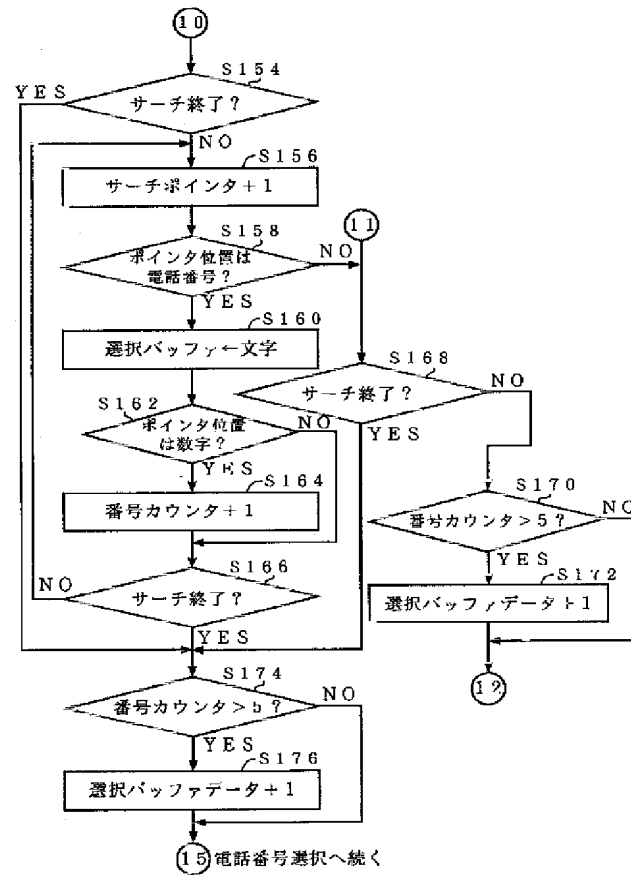 10
S154
YES
サーチ終了?
NO
S156
サーチポインタ+1
S158
11
ポインタ位置は
電話番号?
NO
YES
S160
選択バッファ←文字
S168
サーチ終了?
NO
YES
S162
ポインタ位置
は数字?
NO
YES
S164
番号カウンタ+1
S170
番号カウンタ>5?
NO
YES
S166
NO
サーチ終了?
YES
S172
選択バッファデータ+1
12
S174
番号カウンタ>5?
NO
YES
S176
選択バッファデータ+1
15 電話番号選択へ続く